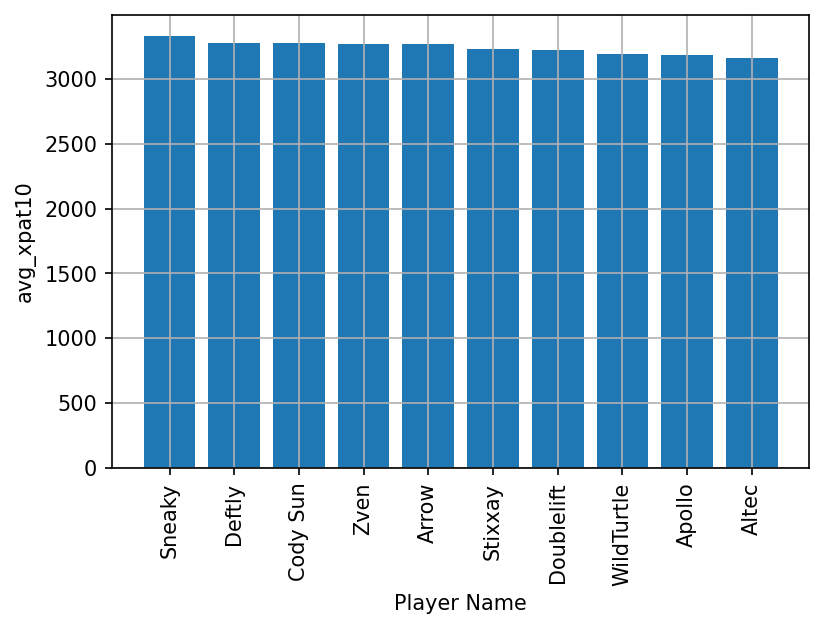 3000
2500
2000
1500
1000
500
0
avg_xpat10
Sneaky
Deftly
Cody Sun
Zven
Arrow
Stixxay
Doublelift
WildTurtle
Apollo
Altec
Player Name